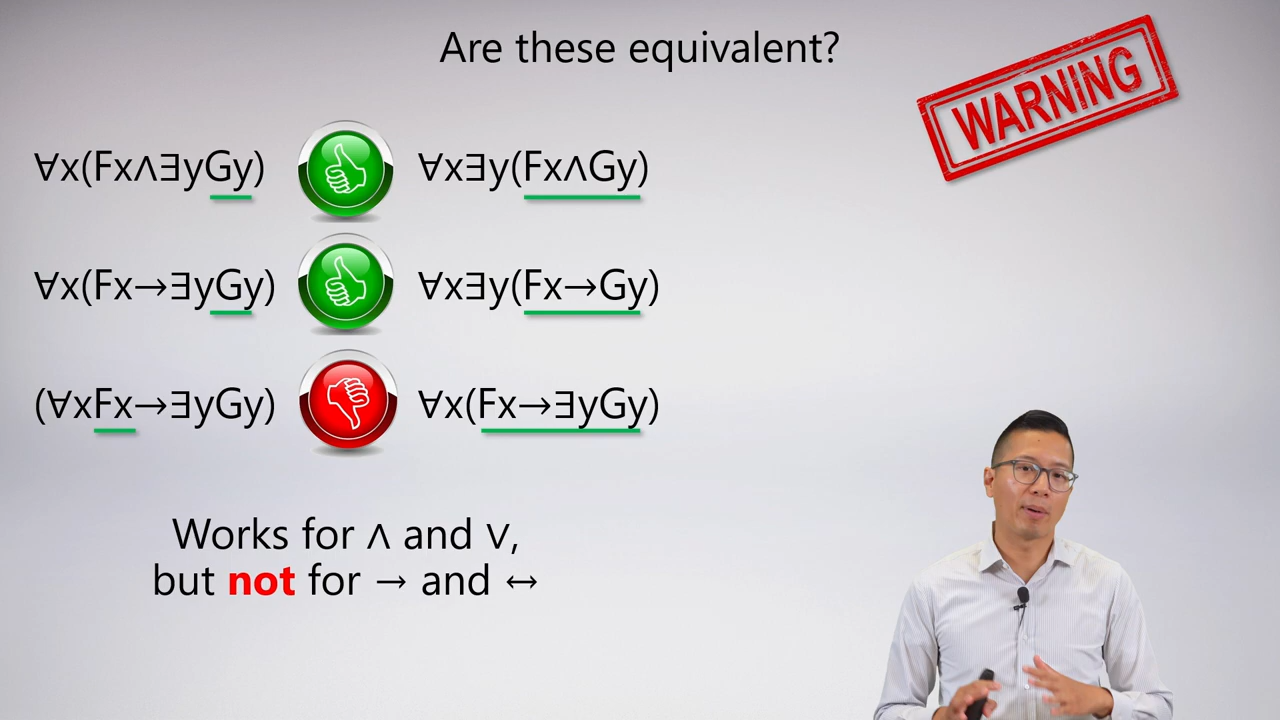 Are these equivalent?
WARNING
∀x(Fx∧∃yGy) ∀x∃y(Fx∧Gy)
∀x(Fx→∃yGy) ∀x∃y(Fx→Gy)
(∀xFx→∃yGy) ∀x(Fx→∃yGy)
Works for ∧ and ∨,
but not for → and ↔